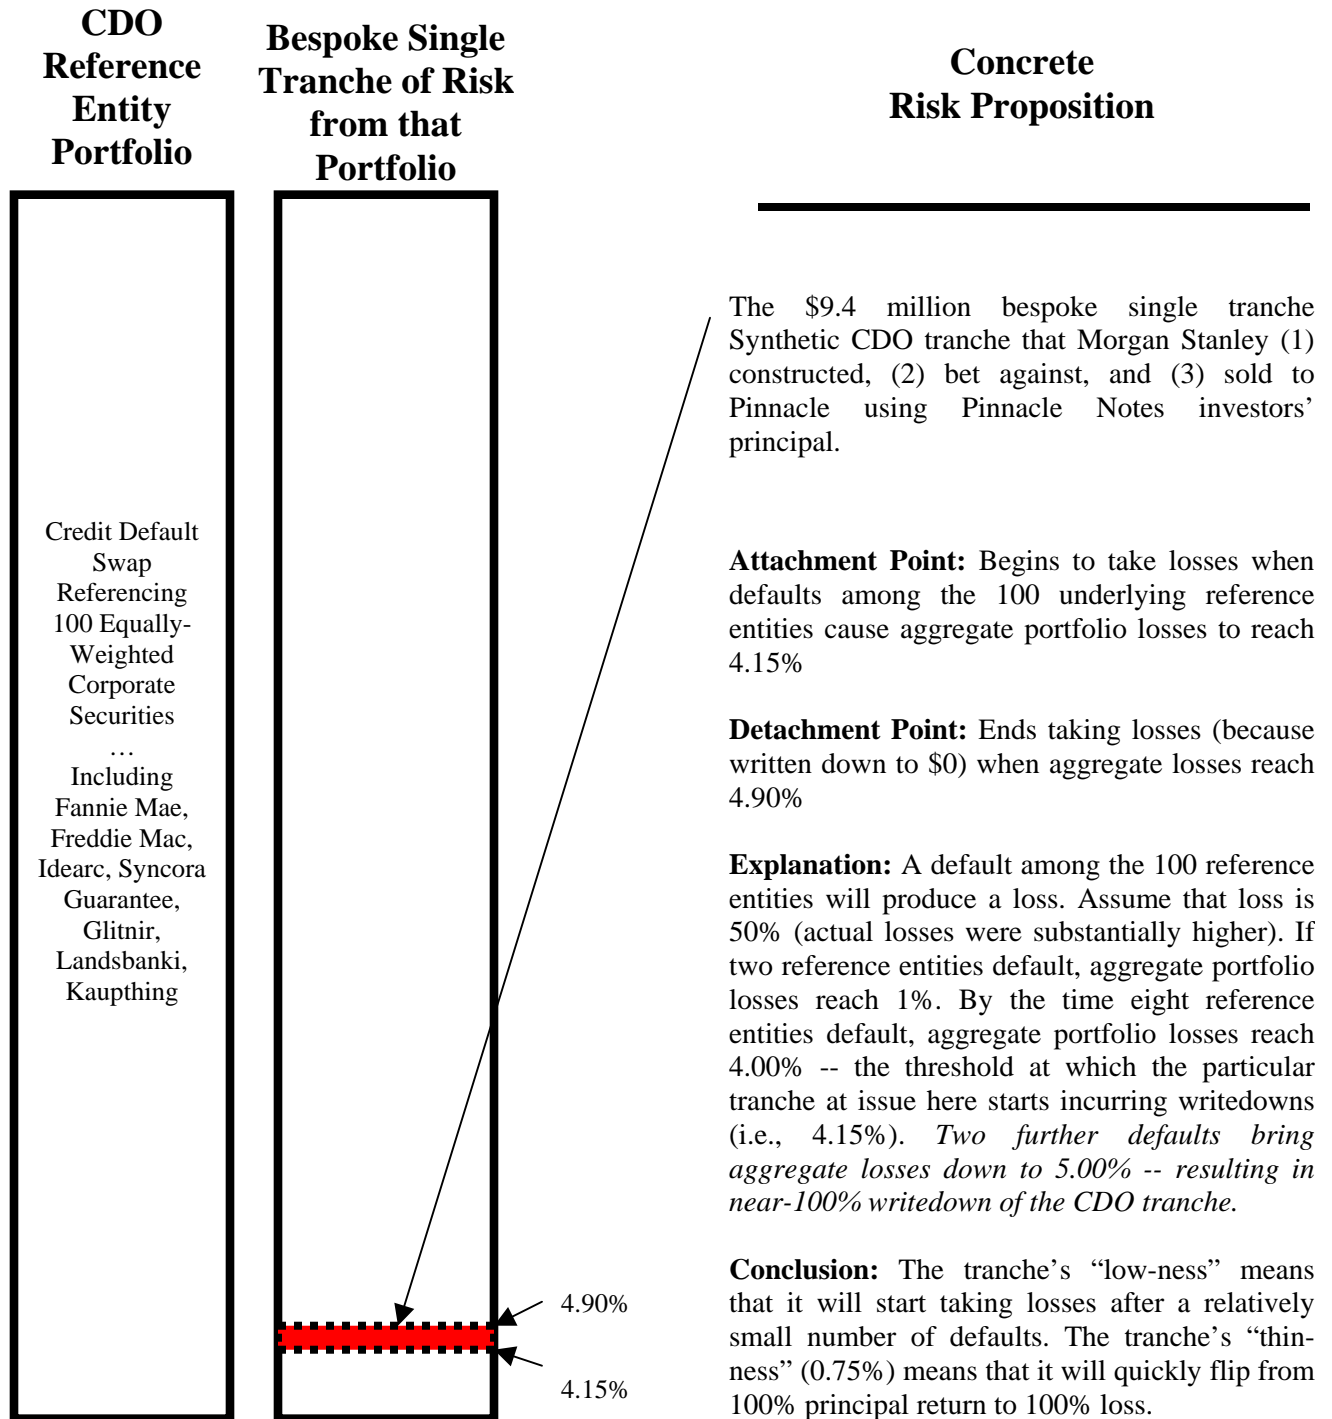 CDO
Reference
Entity
Portfolio
Bespoke Single
Tranche of Risk
from that
Portfolio
Concrete
Risk Proposition
Credit Default
Swap
Referencing
100 Equally-
Weighted
Corporate
Securities
…
Including
Fannie Mae,
Freddie Mac,
Idearc, Syncora
Guarantee,
Glitnir,
Landsbanki,
Kaupthing
4.90%
4.15%
The $9.4 million bespoke single tranche
Synthetic CDO tranche that Morgan Stanley (1)
constructed, (2) bet against, and (3) sold to
Pinnacle using Pinnacle Notes investors’
principal.
Attachment Point: Begins to take losses when
defaults among the 100 underlying reference
entities cause aggregate portfolio losses to reach
4.15%
Detachment Point: Ends taking losses (because
written down to $0) when aggregate losses reach
4.90%
Explanation: A default among the 100 reference
entities will produce a loss. Assume that loss is
50% (actual losses were substantially higher). If
two reference entities default, aggregate portfolio
losses reach 1%. By the time eight reference
entities default, aggregate portfolio losses reach
4.00% -- the threshold at which the particular
tranche at issue here starts incurring writedowns
(i.e., 4.15%). Two further defaults bring
aggregate losses down to 5.00% -- resulting in
near-100% writedown of the CDO tranche.
Conclusion: The tranche’s “low-ness” means
that it will start taking losses after a relatively
small number of defaults. The tranche’s “thin-
ness” (0.75%) means that it will quickly flip from
100% principal return to 100% loss.